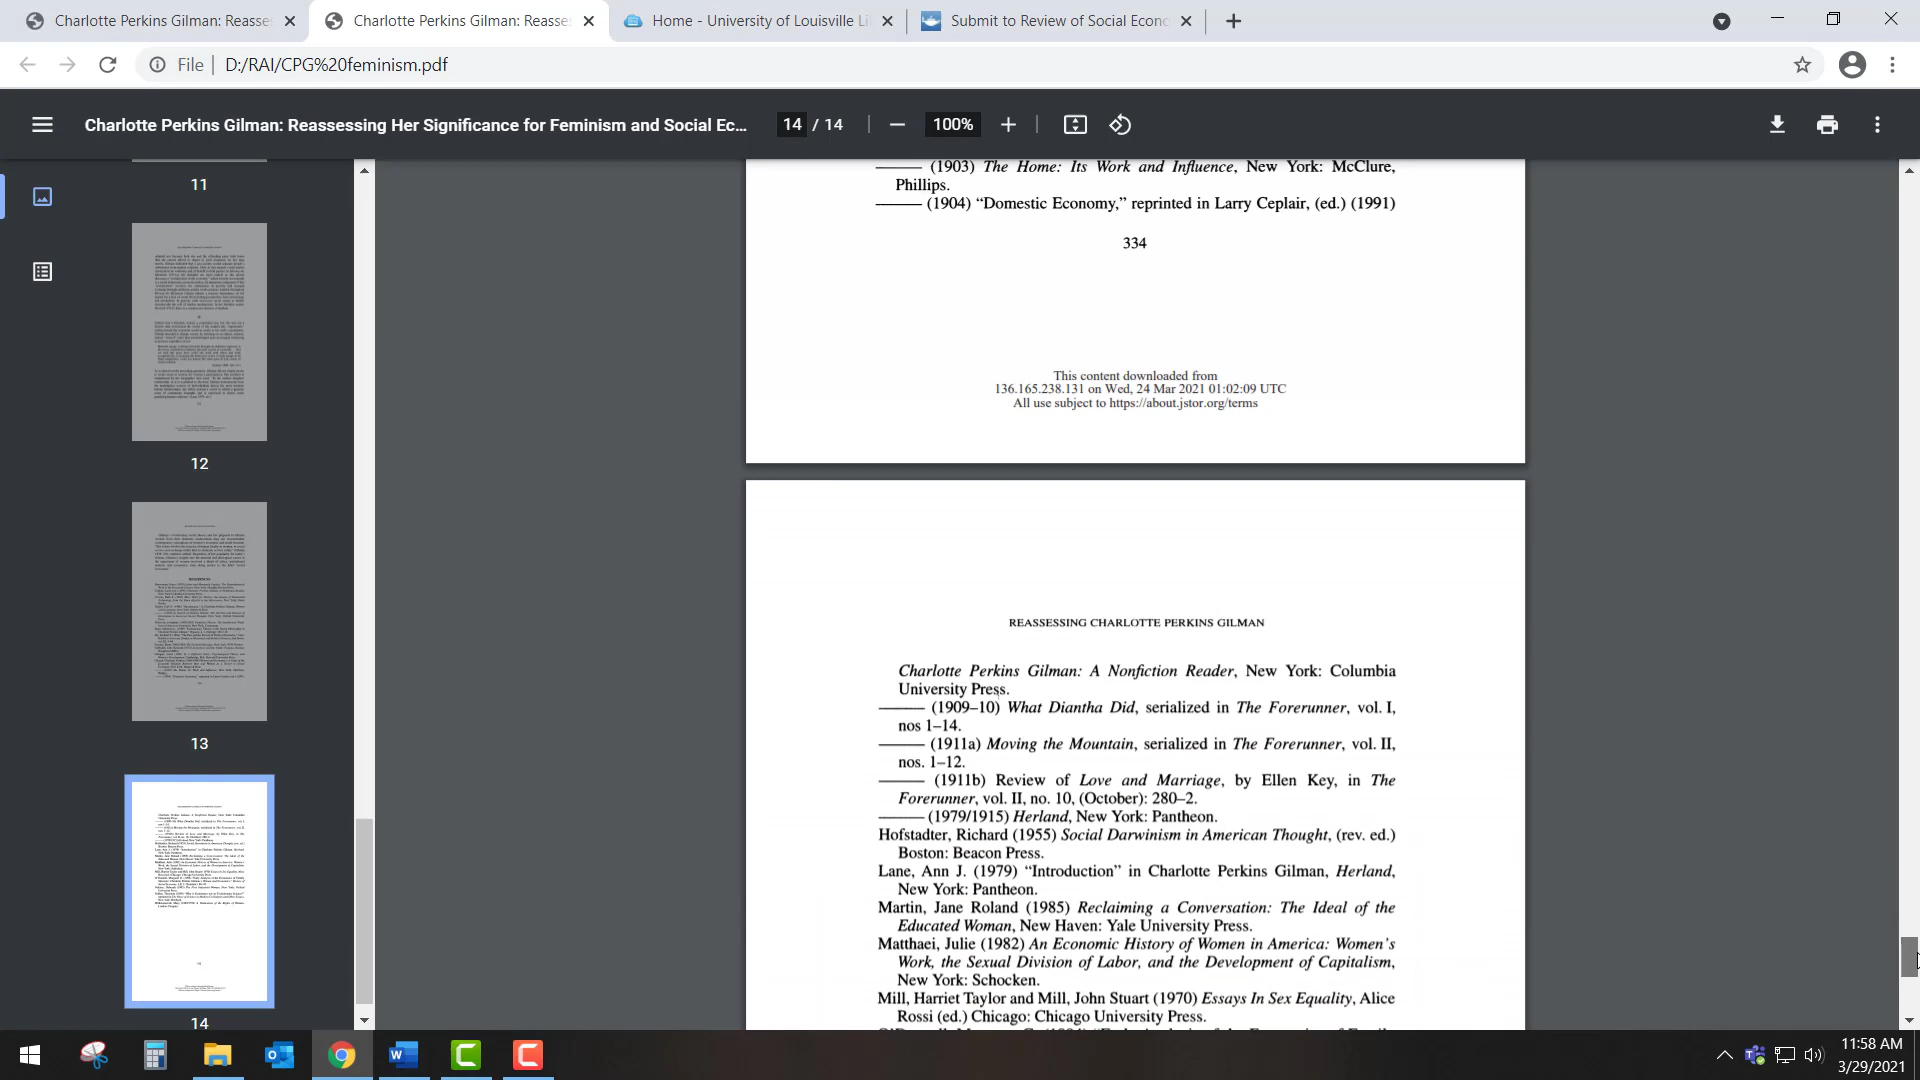 Charlotte Perkins Gilman: Reasses
Charlotte Perkins Gilman: Reasse
Home - University of Louisville Li
Submit to Review of Social Econo
File
D:/RAI/CPG%20feminism.pdf
Charlotte Perkins Gilman: Reassessing Her Significance for Feminism and Social Ec...
14 / 14
100%
11
12
13
14
——— (1903) The Home: Its Work and Influence, New York: McClure,
Phillips.
——— (1904) “Domestic Economy,” reprinted in Larry Ceplair, (ed.) (1991)
334
This content downloaded from
136.165.238.131 on Wed, 24 Mar 2021 01:02:09 UTC
All use subject to https://about.jstor.org/terms
REASSESSING CHARLOTTE PERKINS GILMAN
Charlotte Perkins Gilman: A Nonfiction Reader, New York: Columbia
University Press.
——— (1909–10) What Diantha Did, serialized in The Forerunner, vol. I,
nos 1–14.
——— (1911a) Moving the Mountain, serialized in The Forerunner, vol. II,
nos. 1–12.
——— (1911b) Review of Love and Marriage, by Ellen Key, in The
Forerunner, vol. II, no. 10, (October): 280–2.
——— (1979/1915) Herland, New York: Pantheon.
Hofstadter, Richard (1955) Social Darwinism in American Thought, (rev. ed.)
Boston: Beacon Press.
Lane, Ann J. (1979) “Introduction” in Charlotte Perkins Gilman, Herland,
New York: Pantheon.
Martin, Jane Roland (1985) Reclaiming a Conversation: The Ideal of the
Educated Woman, New Haven: Yale University Press.
Matthaei, Julie (1982) An Economic History of Women in America: Women’s
Work, the Sexual Division of Labor, and the Development of Capitalism,
New York: Schocken.
Mill, Harriet Taylor and Mill, John Stuart (1970) Essays In Sex Equality, Alice
Rossi (ed.) Chicago: Chicago University Press.
11:58 AM
3/29/2021